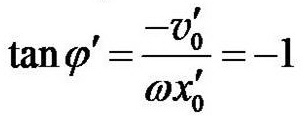 tan φ′ = −v′₀ / ωx′₀ = −1